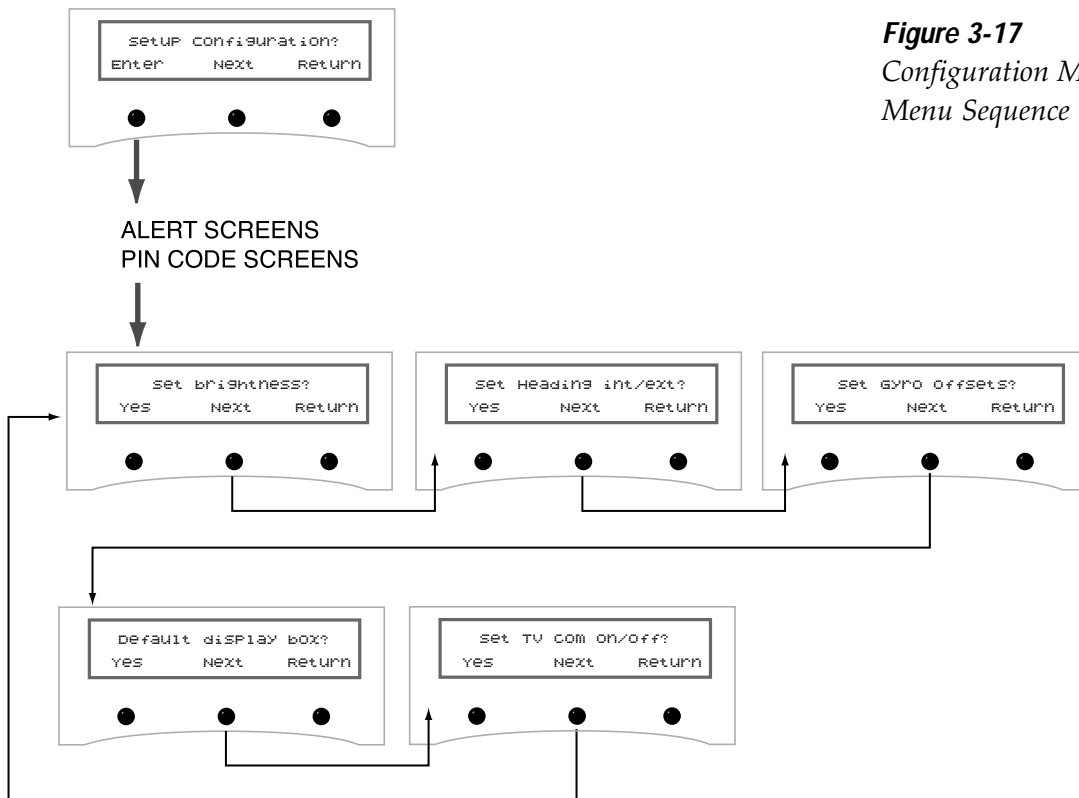 Figure 3-17
Configuration M
Menu Sequence
Setup Configuration?
Enter Next Return
ALERT SCREENS
PIN CODE SCREENS
Set brightness?
Yes Next Return
Set Heading int/ext?
Yes Next Return
Set Gyro Offsets?
Yes Next Return
Default display box?
Yes Next Return
Set TV Com On/Off?
Yes Next Return